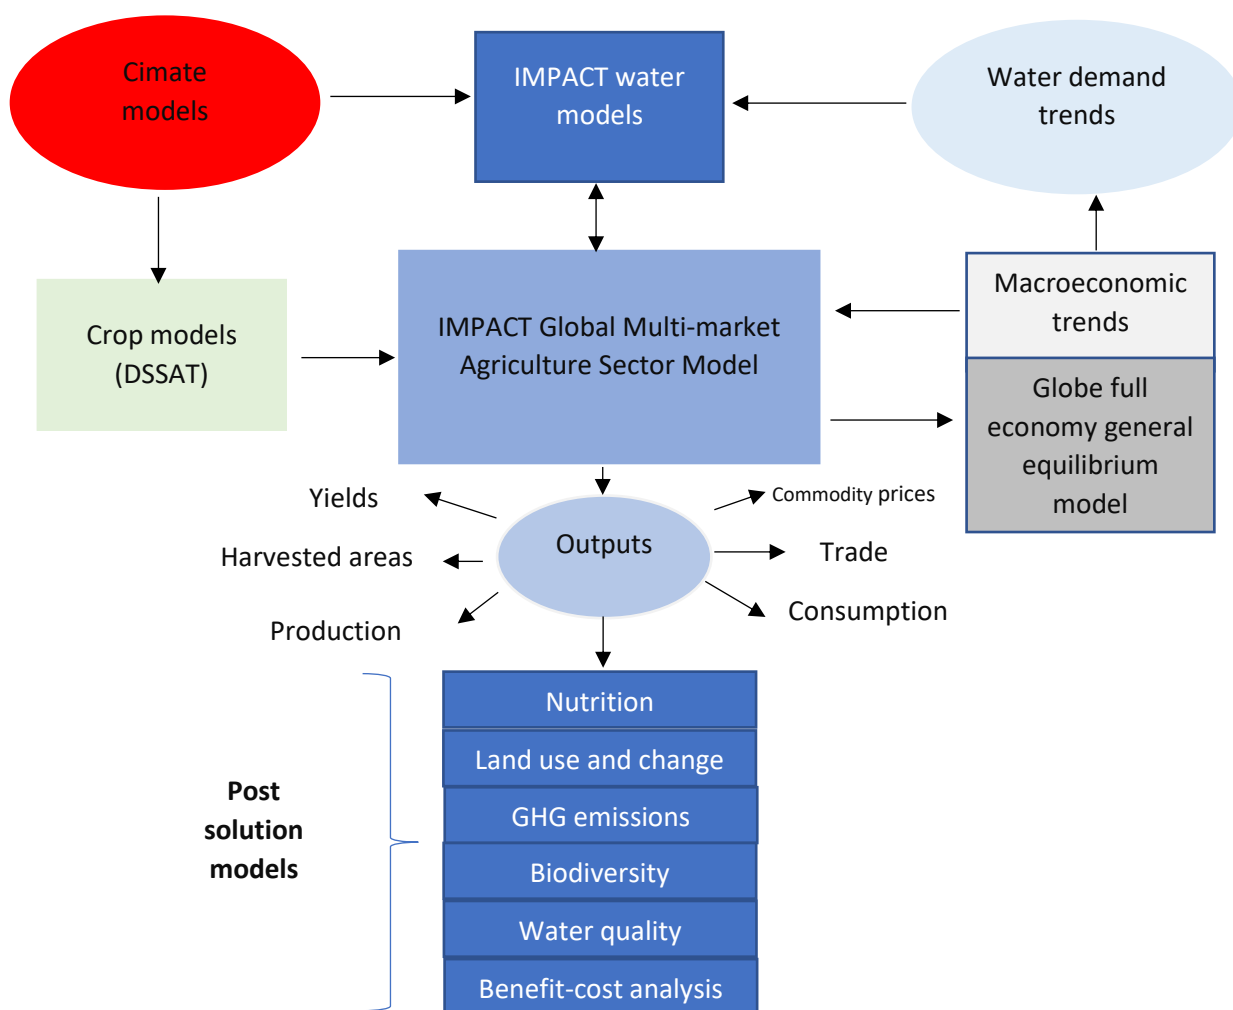 Cimate
models
IMPACT water
models
Water demand
trends
Crop models
(DSSAT)
IMPACT Global Multi-market
Agriculture Sector Model
Macroeconomic
trends
Globe full
economy general
equilibrium
model
Yields
Harvested areas
Production
Outputs
Commodity prices
Trade
Consumption
Post
solution
models
Nutrition
Land use and change
GHG emissions
Biodiversity
Water quality
Benefit-cost analysis